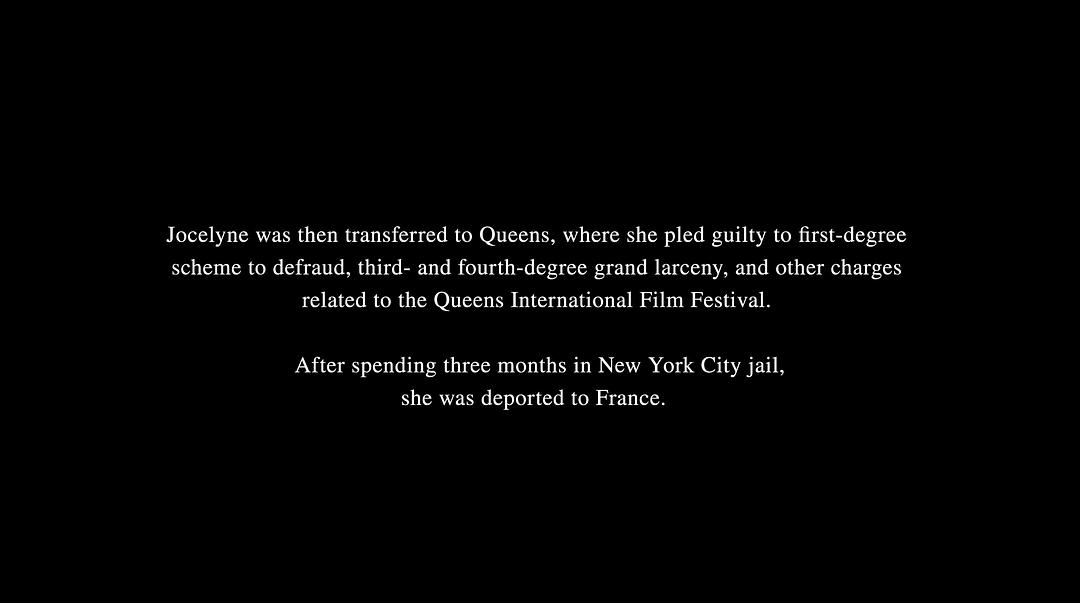 Jocelyne was then transferred to Queens, where she pled guilty to first-degree
scheme to defraud, third- and fourth-degree grand larceny, and other charges
related to the Queens International Film Festival.
After spending three months in New York City jail,
she was deported to France.